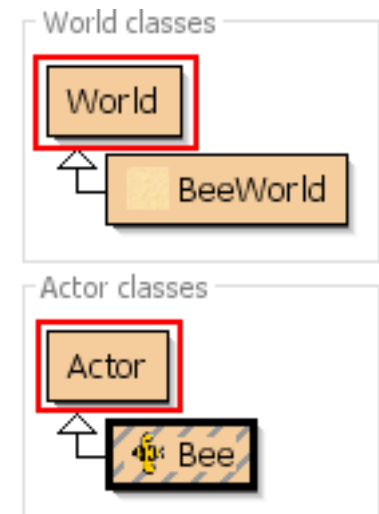 World classes
World
BeeWorld
Actor classes
Actor
Bee